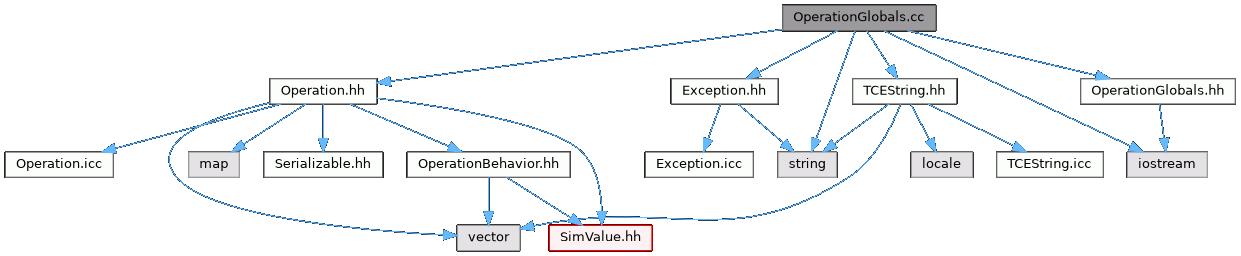 OperationGlobals.cc
Operation.hh
Exception.hh
TCEString.hh
OperationGlobals.hh
Operation.icc
map
Serializable.hh
OperationBehavior.hh
Exception.icc
string
locale
TCEString.icc
iostream
vector
SimValue.hh